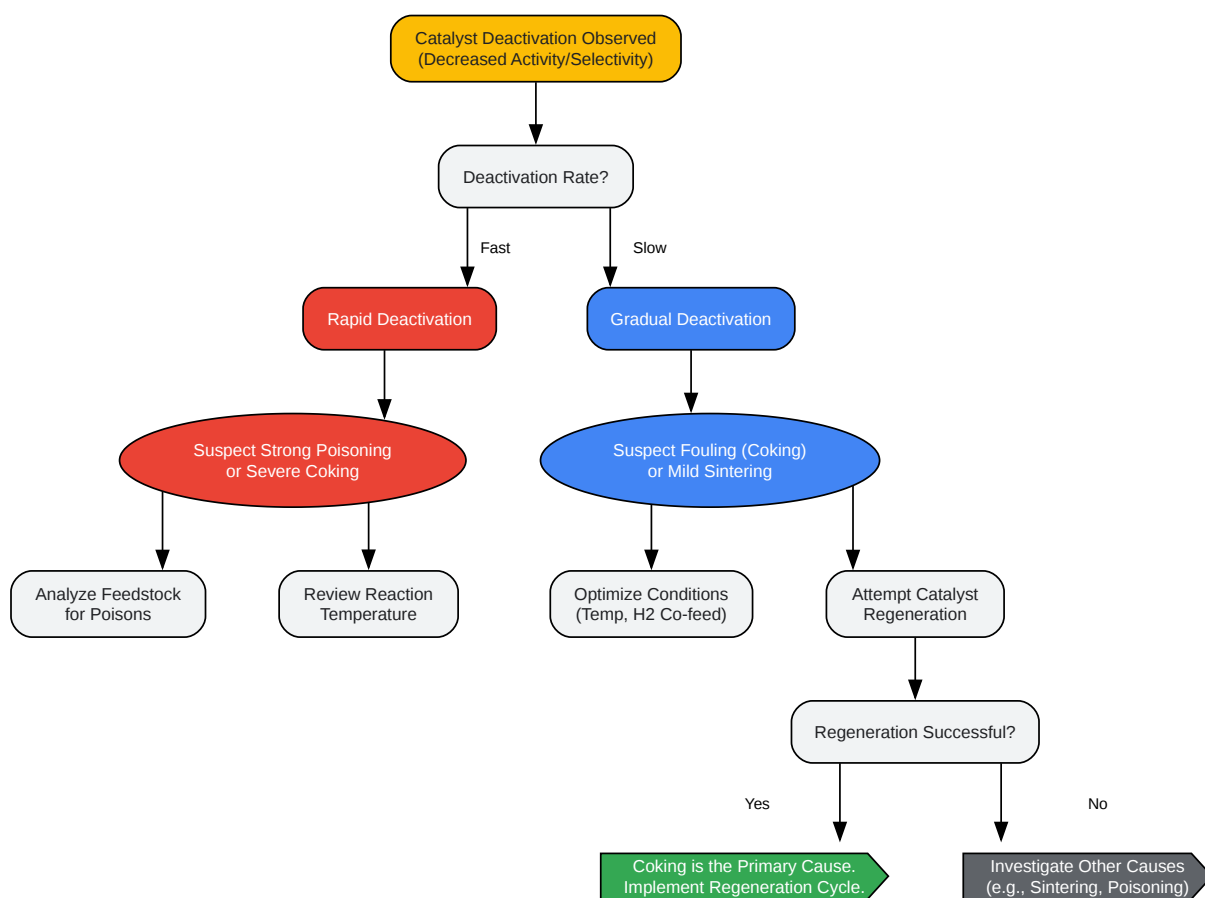 Catalyst Deactivation Observed
(Decreased Activity/Selectivity)
Deactivation Rate?
Fast
Slow
Rapid Deactivation
Gradual Deactivation
Suspect Strong Poisoning
or Severe Coking
Suspect Fouling (Coking)
or Mild Sintering
Analyze Feedstock
for Poisons
Review Reaction
Temperature
Optimize Conditions
(Temp, H2 Co-feed)
Attempt Catalyst
Regeneration
Regeneration Successful?
Yes
No
Coking is the Primary Cause.
Implement Regeneration Cycle.
Investigate Other Causes
(e.g., Sintering, Poisoning)